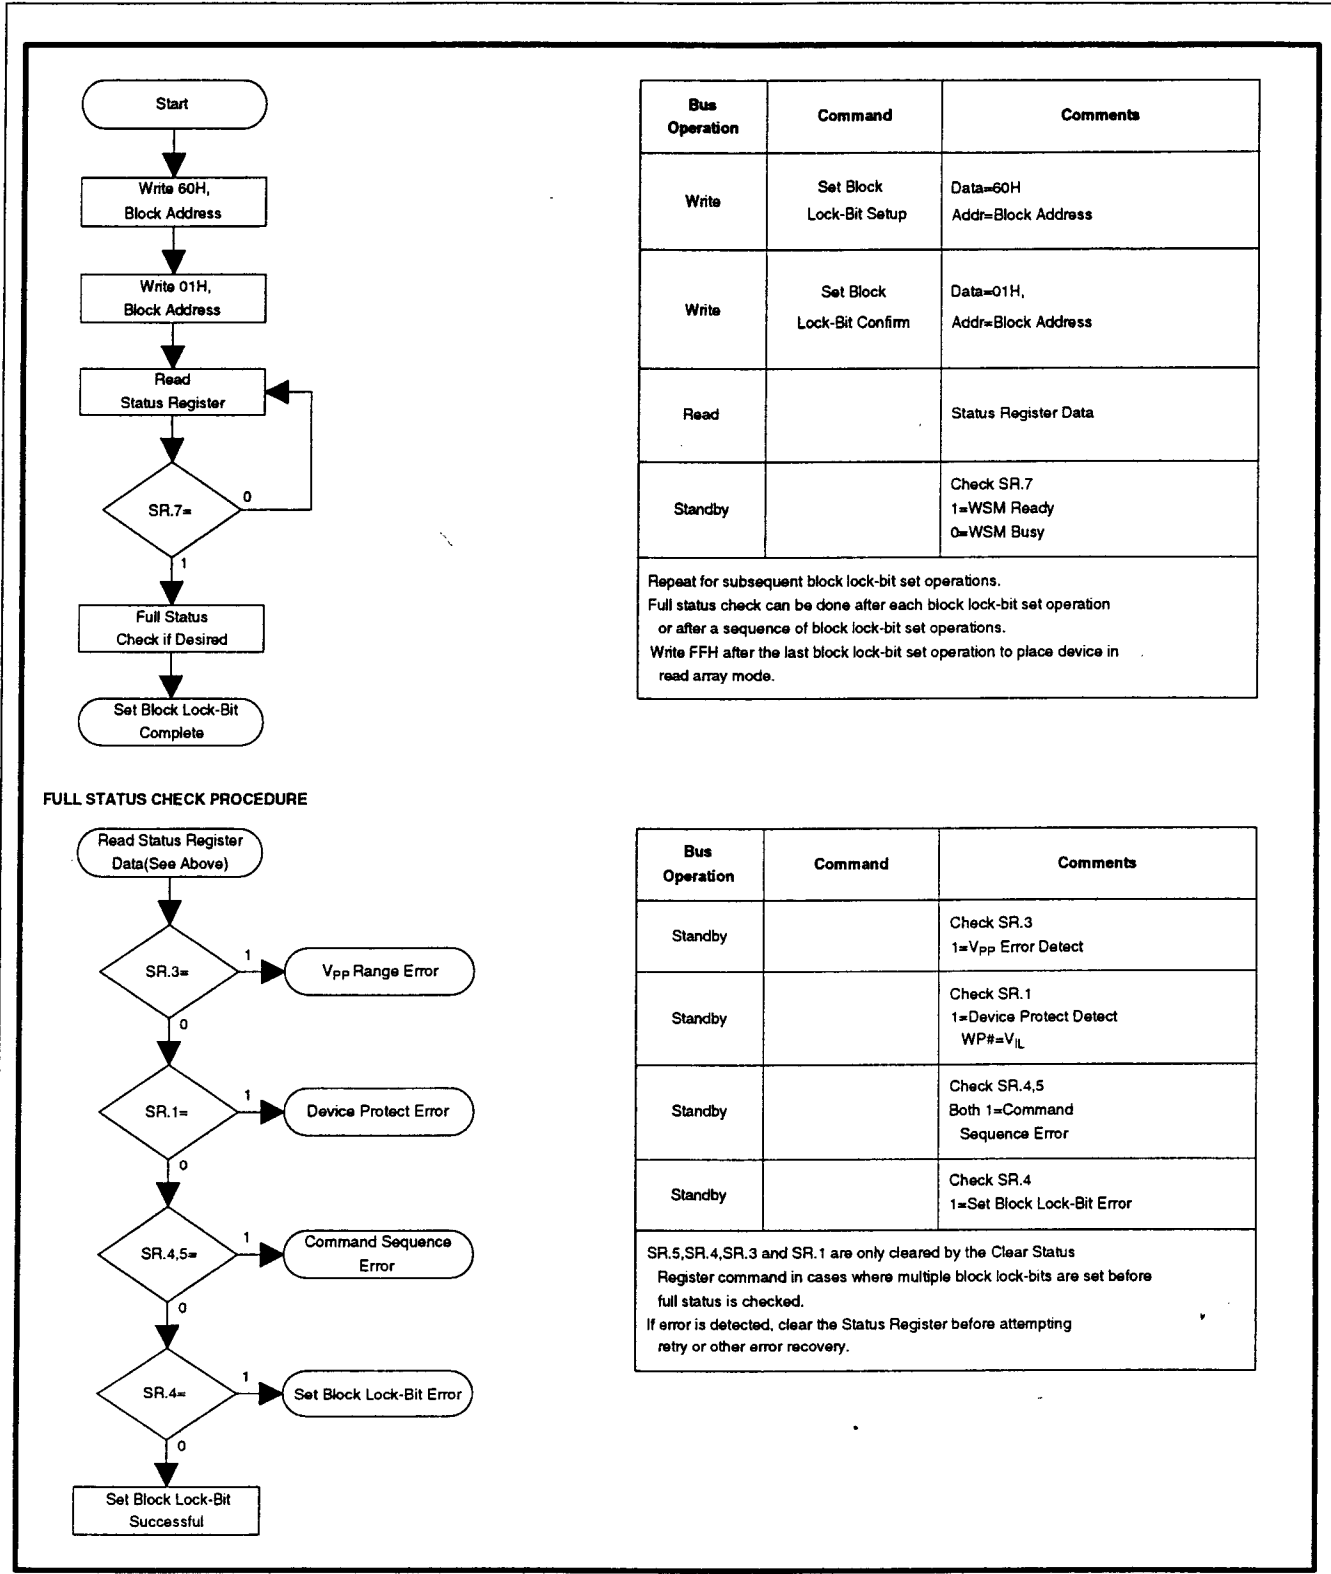 Start
Write 60H,
Block Address
Write 01H,
Block Address
Read
Status Register
SR.7=
0
1
Full Status
Check if Desired
Set Block Lock-Bit
Complete
Bus
Operation
Command
Comments
Write
Set Block
Lock-Bit Setup
Data=60H
Addr=Block Address
Write
Set Block
Lock-Bit Confirm
Data=01H,
Addr=Block Address
Read
Status Register Data
Standby
Check SR.7
1=WSM Ready
0=WSM Busy
Repeat for subsequent block lock-bit set operations.
Full status check can be done after each block lock-bit set operation
or after a sequence of block lock-bit set operations.
Write FFH after the last block lock-bit set operation to place device in
read array mode.
FULL STATUS CHECK PROCEDURE
Read Status Register
Data(See Above)
SR.3=
1
VPP Range Error
0
SR.1=
1
Device Protect Error
0
SR.4,5=
1
Command Sequence
Error
0
SR.4=
1
Set Block Lock-Bit Error
0
Set Block Lock-Bit
Successful
Bus
Operation
Command
Comments
Standby
Check SR.3
1=VPP Error Detect
Standby
Check SR.1
1=Device Protect Detect
WP#=VIL
Standby
Check SR.4,5
Both 1=Command
Sequence Error
Standby
Check SR.4
1=Set Block Lock-Bit Error
SR.5,SR.4,SR.3 and SR.1 are only cleared by the Clear Status
Register command in cases where multiple block lock-bits are set before
full status is checked.
If error is detected, clear the Status Register before attempting
retry or other error recovery.